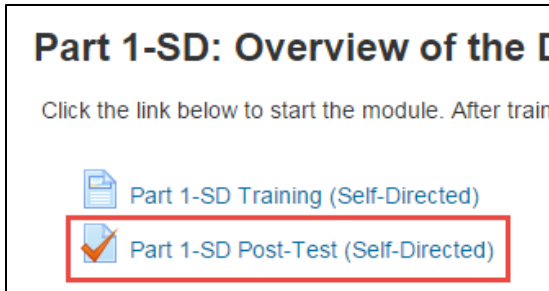 Part 1-SD: Overview of the
Click the link below to start the module. After
Part 1-SD Training (Self-Directed)
Part 1-SD Post-Test (Self-Directed)